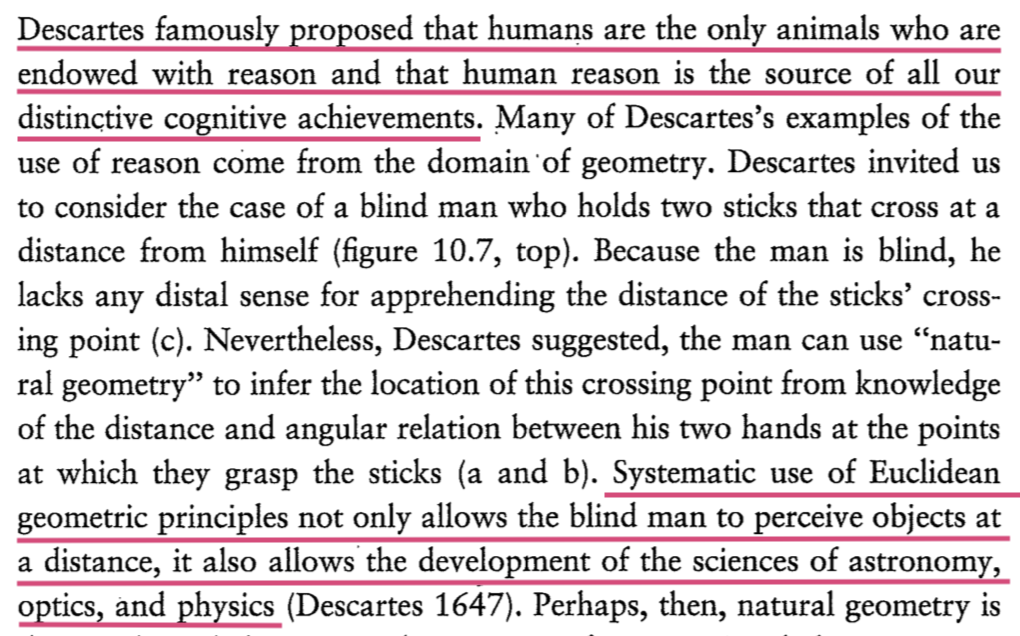 Descartes famously proposed that humans are the only animals who are
endowed with reason and that human reason is the source of all our
distinctive cognitive achievements. Many of Descartes's examples of the
use of reason come from the domain of geometry. Descartes invited us
to consider the case of a blind man who holds two sticks that cross at a
distance from himself (figure 10.7, top). Because the man is blind, he
lacks any distal sense for apprehending the distance of the sticks' cross-
ing point (c). Nevertheless, Descartes suggested, the man can use “natu-
ral geometry” to infer the location of this crossing point from knowledge
of the distance and angular relation between his two hands at the points
at which they grasp the sticks (a and b). Systematic use of Euclidean
geometric principles not only allows the blind man to perceive objects at
a distance, it also allows the development of the sciences of astronomy,
optics, and physics (Descartes 1647). Perhaps, then, natural geometry is